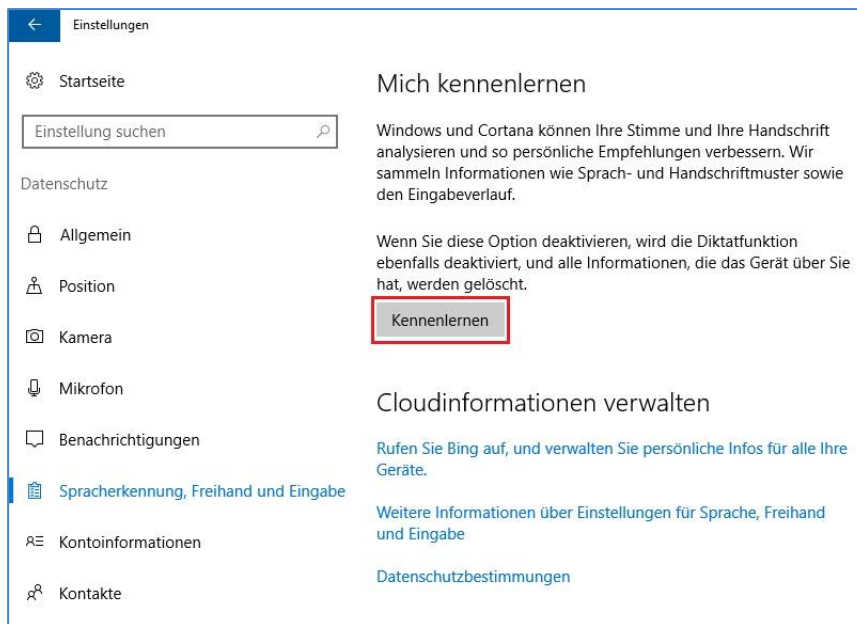 Einstellungen
Startseite
Einstellung suchen
Datenschutz
Allgemein
Position
Kamera
Mikrofon
Benachrichtigungen
Spracherkennung, Freihand und Eingabe
Kontoinformationen
Kontakte
Mich kennenlernen
Windows und Cortana können Ihre Stimme und Ihre Handschrift
analysieren und so persönliche Empfehlungen verbessern. Wir
sammeln Informationen wie Sprach- und Handschriftmuster sowie
den Eingabeverlauf.
Wenn Sie diese Option deaktivieren, wird die Diktatfunktion
ebenfalls deaktiviert, und alle Informationen, die das Gerät über Sie
hat, werden gelöscht.
Kennenlernen
Cloudinformationen verwalten
Rufen Sie Bing auf, und verwalten Sie persönliche Infos für alle Ihre
Geräte.
Weitere Informationen über Einstellungen für Sprache, Freihand
und Eingabe
Datenschutzbestimmungen